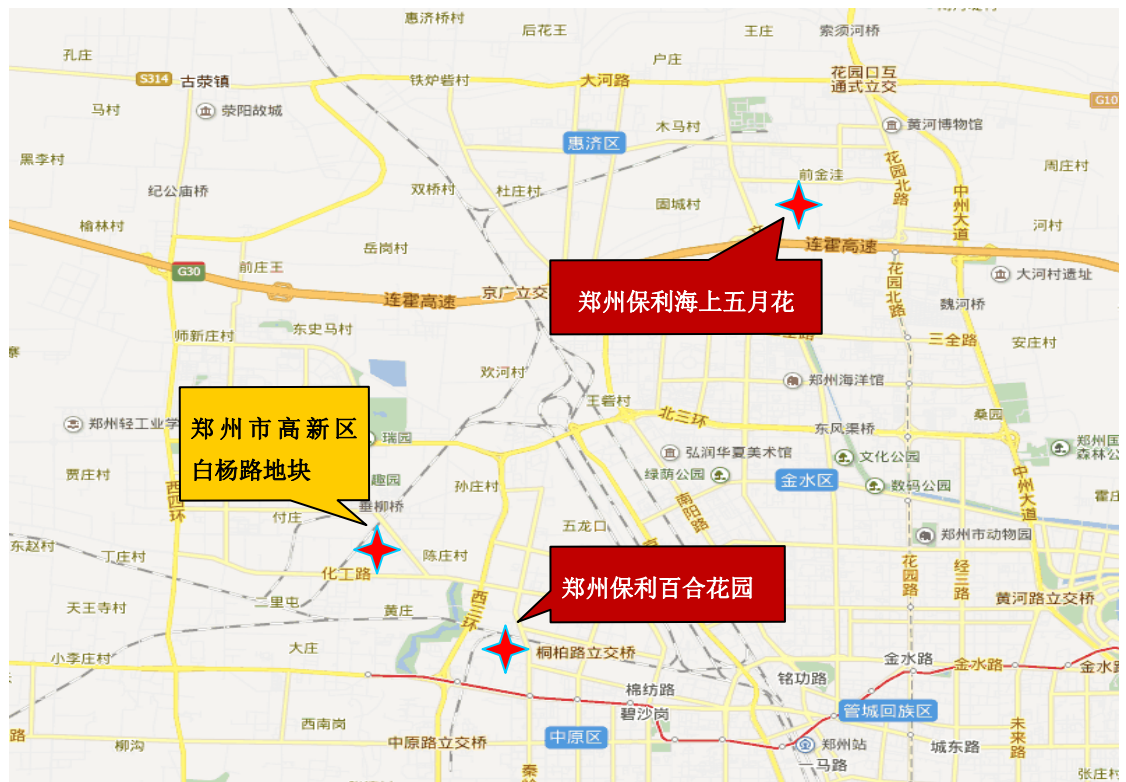 惠济桥村
后花王
王庄
索须河桥
孔庄
户庄
S314
古荥镇
铁炉砦村
大河路
花园口互
通式立交
G10
马村
荥阳故城
木马村
黄河博物馆
惠济区
黑李村
周庄村
纪公庙桥
双桥村
杜庄村
前金洼
花园北路
中州大道
固城村
榆林村
河村
岳岗村
连霍高速
G30
前庄王
大河村遗址
花园北路
连霍高速
京广立交
郑州保利海上五月花
魏河桥
东史马村
师新庄村
三全路
安庄村
寨
欢河村
郑州海洋馆
王砦村
北三环
桑园
郑州轻工业学
郑州市高新区
白杨路地块
瑞园
东风渠桥
郑州国
森林公
弘润华夏美术馆
文化公园
贾庄村
趣园
绿荫公园
金水区
数码公园
中州大道
西四环
孙庄村
南阳路
霍庄
垂柳桥
付庄
五龙口
郑州市动物园
东赵村
丁庄村
陈庄村
化工路
花园路
经三路
郑州保利百合花园
天王寺村
二里屯
黄庄
西三环
黄河路立交桥
小李庄村
大庄
桐柏路立交桥
金水路
金水路
金水
铭功路
棉纺路
碧沙岗
管城回族区
西南岗
未来路
路
柳沟
中原路立交桥
中原区
郑州站
城东路
一马路
秦岭
张庄村